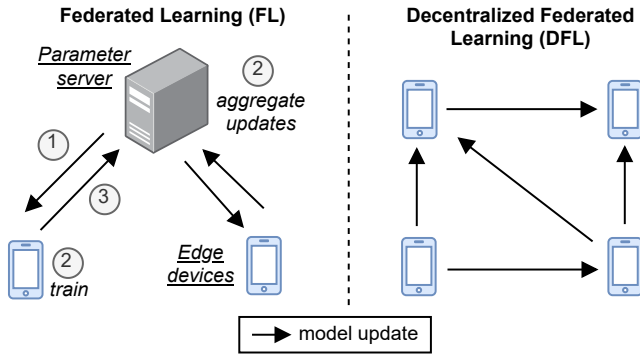 Federated Learning (FL)
Parameter
server
2
aggregate
updates
1
3
2
train
Edge
devices
Decentralized Federated
Learning (DFL)
model update